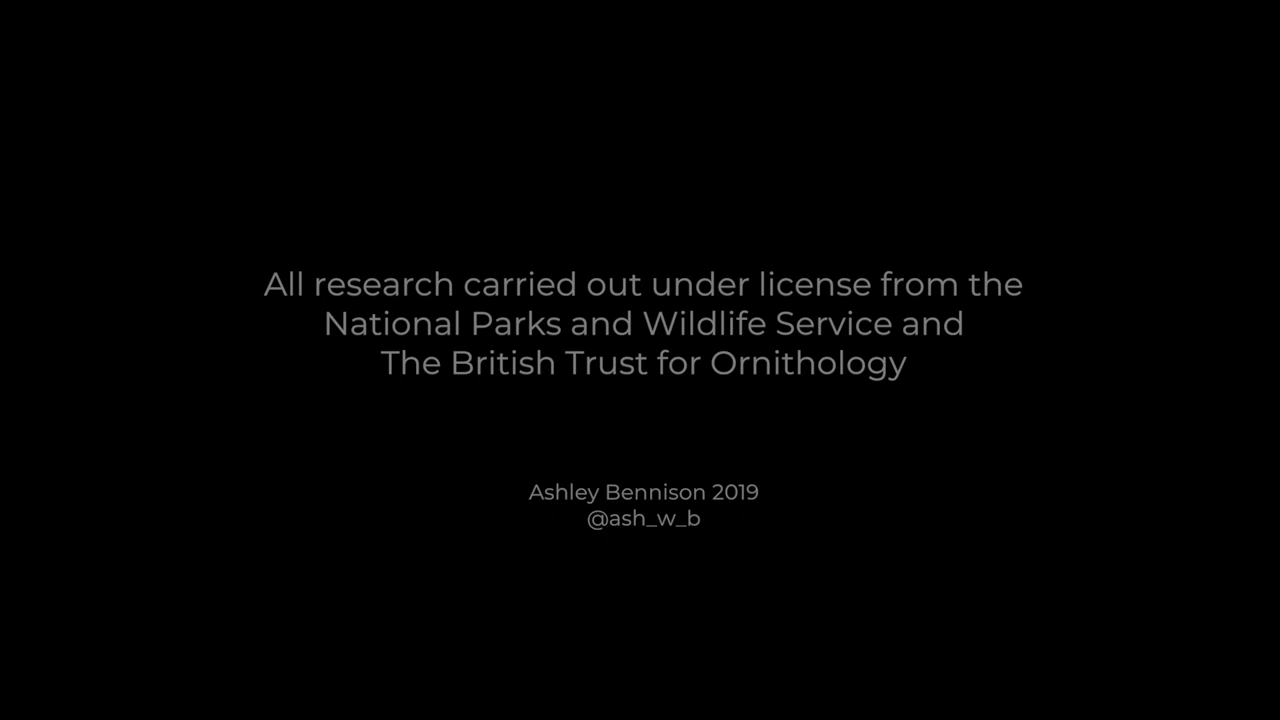 All research carried out under license from the
National Parks and Wildlife Service and
The British Trust for Ornithology
Ashley Bennison 2019
@ash_w_b